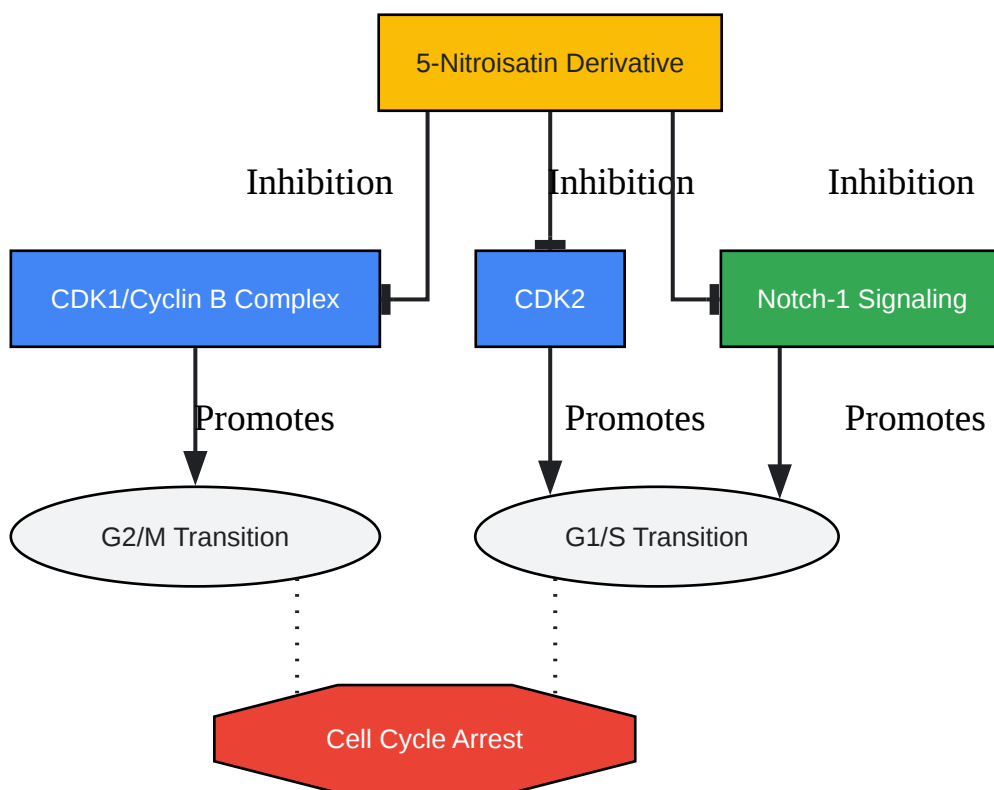 5-Nitroisatin Derivative
Inhibition
Inhibition
Inhibition
CDK1/Cyclin B Complex
CDK2
Notch-1 Signaling
Promotes
Promotes
Promotes
G2/M Transition
G1/S Transition
Cell Cycle Arrest